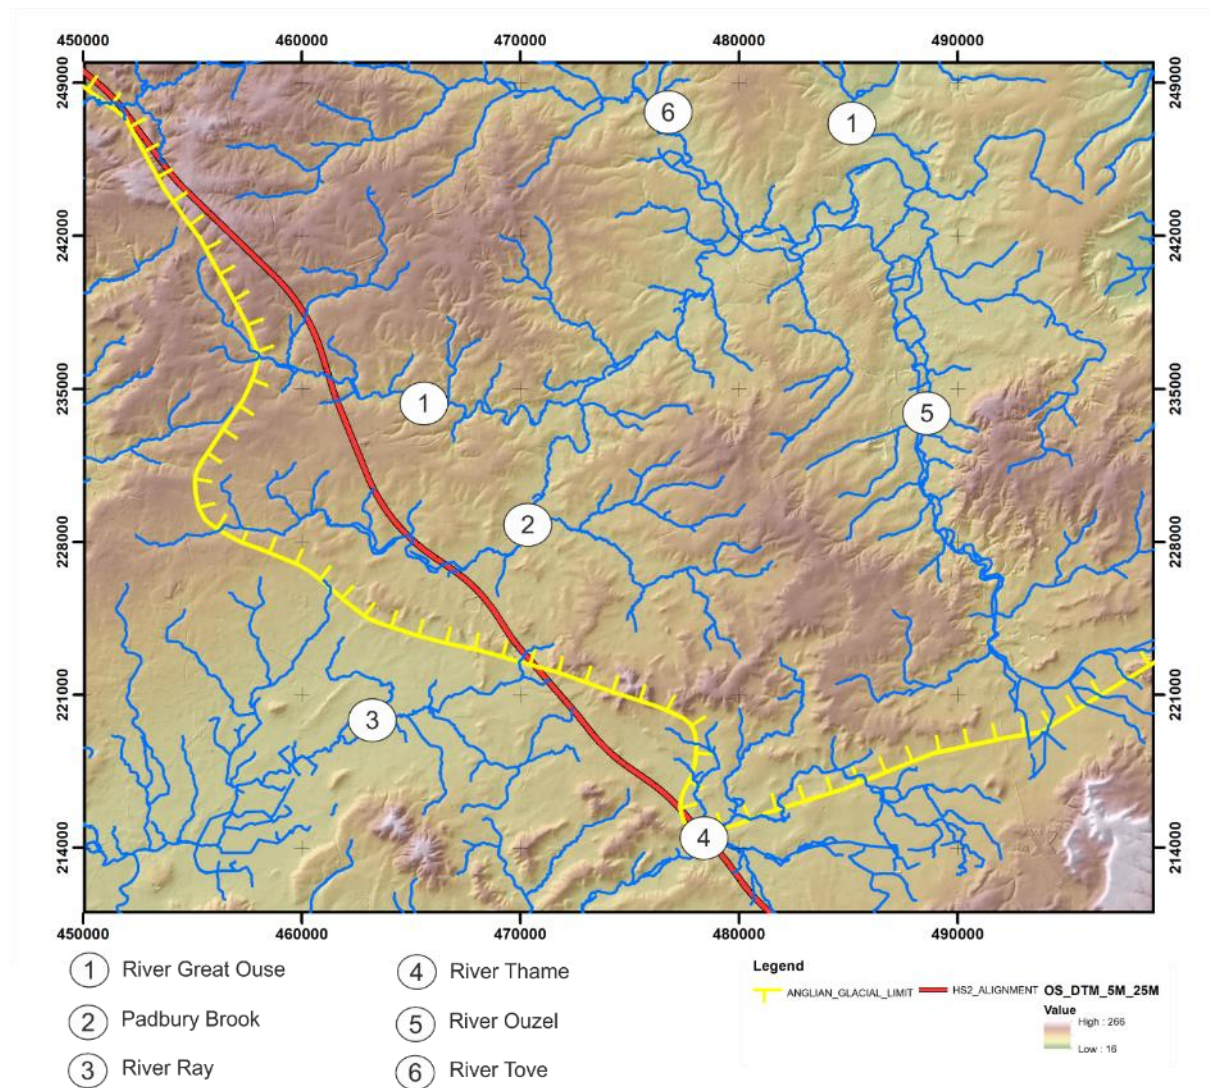 450000 460000 470000 480000 490000
249000 249000
6 1
242000 242000
235000 235000
1 5
2
228000 228000
221000 221000
3
4
214000 214000
450000 460000 470000 480000 490000
1 River Great Ouse
2 Padbury Brook
3 River Ray
4 River Thame
5 River Ouzel
6 River Tove
Legend
ANGLIAN_GLACIAL_LIMIT HS2_ALIGNMENT OS_DTM_5M_25M
Value
High : 266
Low : 16